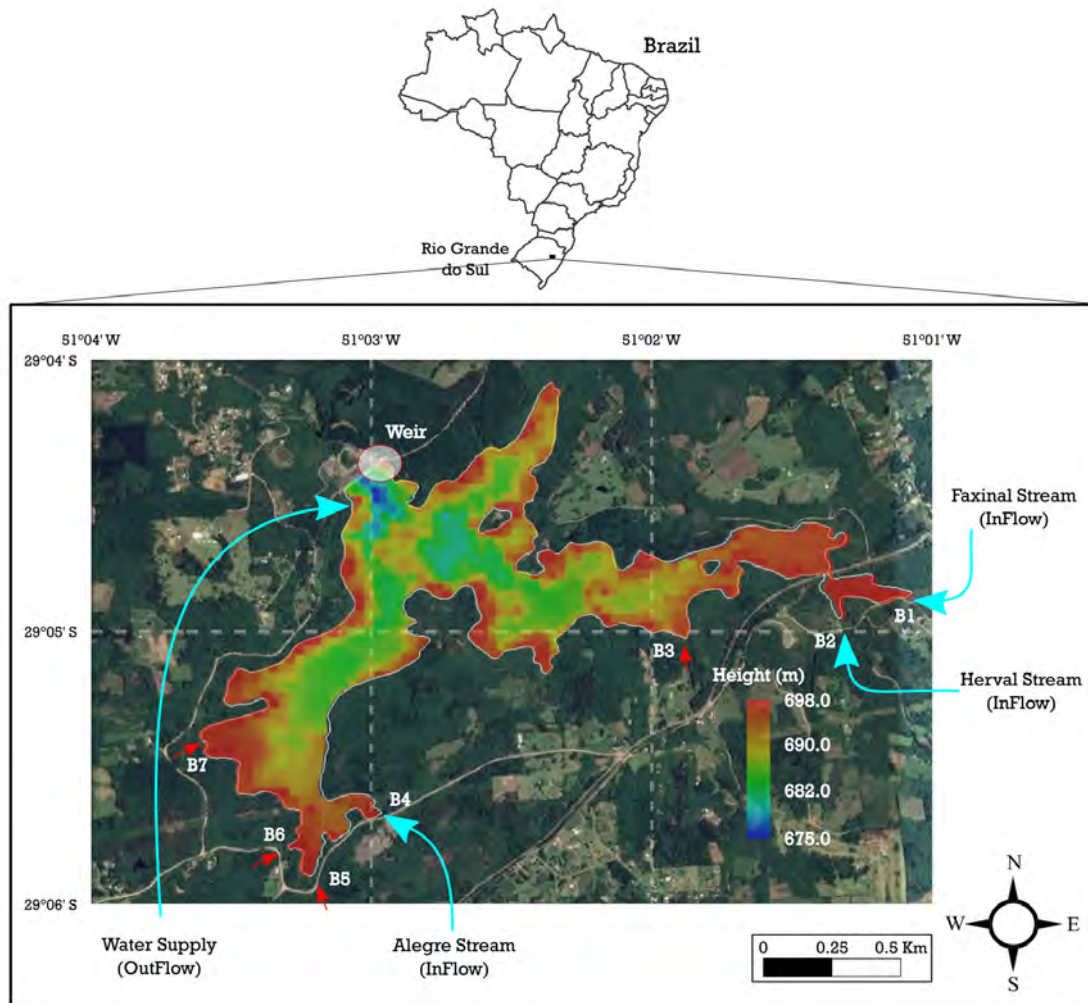 Brazil
Rio Grande
do Sul
51°04' W
51°03' W
51°02' W
51°01' W
29°04' S
Weir
Faxinal Stream
(InFlow)
B1
29°05' S
B2
B3
Herval Stream
(InFlow)
Height (m)
698.0
690.0
682.0
675.0
B7
B4
B6
B5
29°06' S
Water Supply
(OutFlow)
Alegre Stream
(InFlow)
0 0.25 0.5 Km
N
W E
S